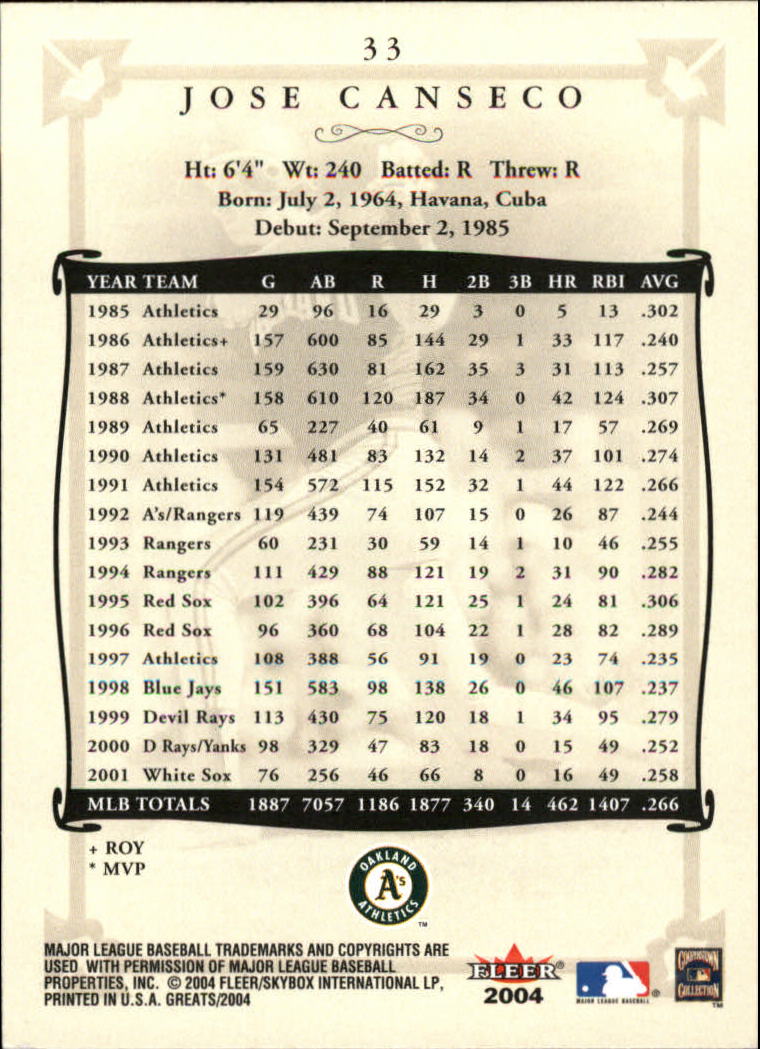 33
JOSE CANSECO
Ht: 6'4" Wt: 240 Batted: R Threw: R
Born: July 2, 1964, Havana, Cuba
Debut: September 2, 1985
YEAR TEAM G AB R H 2B 3B HR RBI AVG
1985 Athletics 29 96 16 29 3 0 5 13 .302
1986 Athletics+ 157 600 85 144 29 1 33 117 .240
1987 Athletics 159 630 81 162 35 3 31 113 .257
1988 Athletics* 158 610 120 187 34 0 42 124 .307
1989 Athletics 65 227 40 61 9 1 17 57 .269
1990 Athletics 131 481 83 132 14 2 37 101 .274
1991 Athletics 154 572 115 152 32 1 44 122 .266
1992 A's/Rangers 119 439 74 107 15 0 26 87 .244
1993 Rangers 60 231 30 59 14 1 10 46 .255
1994 Rangers 111 429 88 121 19 2 31 90 .282
1995 Red Sox 102 396 64 121 25 1 24 81 .306
1996 Red Sox 96 360 68 104 22 1 28 82 .289
1997 Athletics 108 388 56 91 19 0 23 74 .235
1998 Blue Jays 151 583 98 138 26 0 46 107 .237
1999 Devil Rays 113 430 75 120 18 1 34 95 .279
2000 D Rays/Yanks 98 329 47 83 18 0 15 49 .252
2001 White Sox 76 256 46 66 8 0 16 49 .258
MLB TOTALS 1887 7057 1186 1877 340 14 462 1407 .266
+ ROY
* MVP
OAKLAND
A's
ATHLETICS
TM
MAJOR LEAGUE BASEBALL TRADEMARKS AND COPYRIGHTS ARE
USED WITH PERMISSION OF MAJOR LEAGUE BASEBALL
PROPERTIES, INC. © 2004 FLEER/SKYBOX INTERNATIONAL LP,
PRINTED IN U.S.A. GREATS/2004
FLEER®
2004
MAJOR LEAGUE BASEBALL ®
COOPERSTOWN
COLLECTION
TM